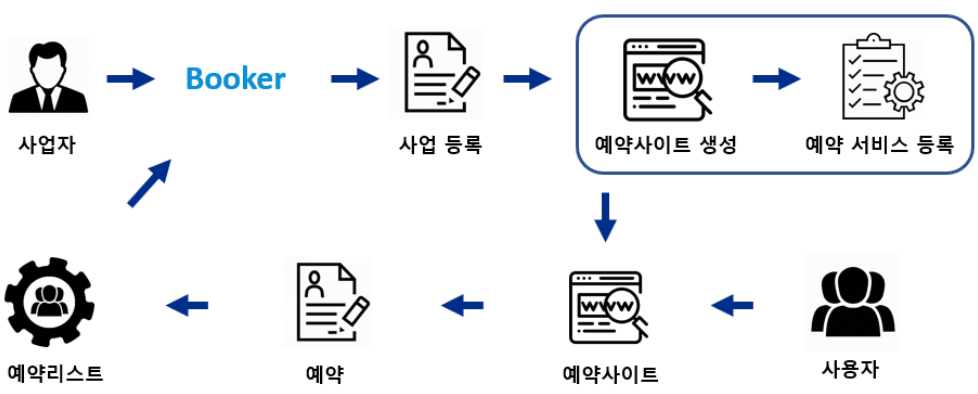 Booker
사업자
사업 등록
예약사이트 생성
예약 서비스 등록
www
www
예약리스트
예약
예약사이트
사용자